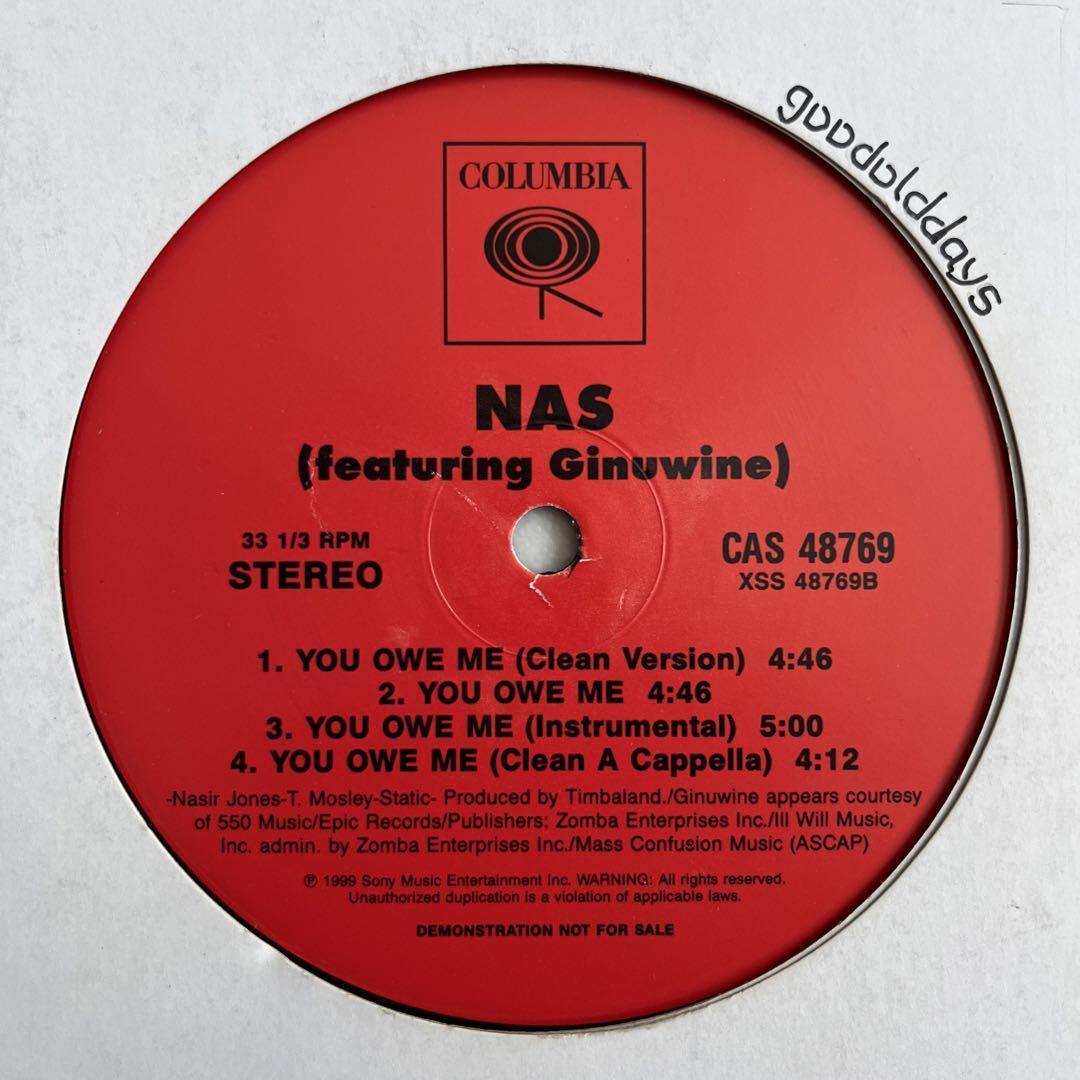 COLUMBIA
gooodolddays
NAS
(featuring Ginuwine)
33 1/3 RPM
STEREO
CAS 48769
XSS 48769B
1. YOU OWE ME (Clean Version) 4:46
2. YOU OWE ME 4:46
3. YOU OWE ME (Instrumental) 5:00
4. YOU OWE ME (Clean A Cappella) 4:12
-Nasir Jones-T. Mosley-Static- Produced by Timbaland./Ginuwine appears courtesy
of 550 Music/Epic Records/Publishers: Zomba Enterprises Inc./Ill Will Music,
Inc. admin. by Zomba Enterprises Inc./Mass Confusion Music (ASCAP)
℗ 1999 Sony Music Entertainment Inc. WARNING: All rights reserved.
Unauthorized duplication is a violation of applicable laws.
DEMONSTRATION NOT FOR SALE